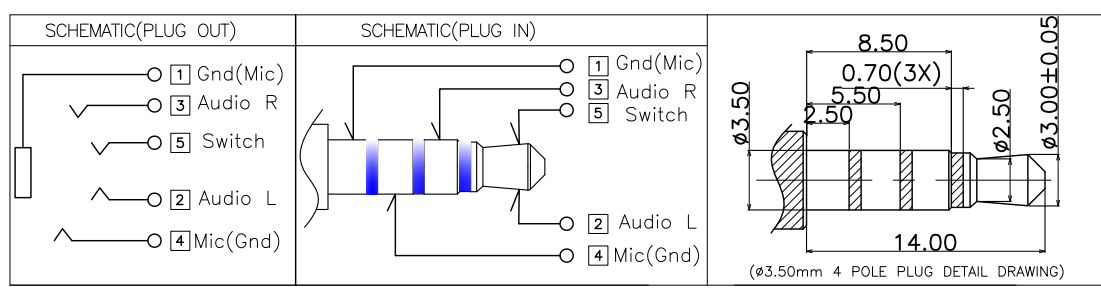 SCHEMATIC(PLUG OUT)
1 Gnd(Mic)
3 Audio R
5 Switch
2 Audio L
4 Mic(Gnd)
SCHEMATIC(PLUG IN)
1 Gnd(Mic)
3 Audio R
5 Switch
2 Audio L
4 Mic(Gnd)
8.50
0.70(3X)
5.50
2.50
ø3.50
ø2.50
ø3.00±0.05
14.00
(ø3.50mm 4 POLE PLUG DETAIL DRAWING)